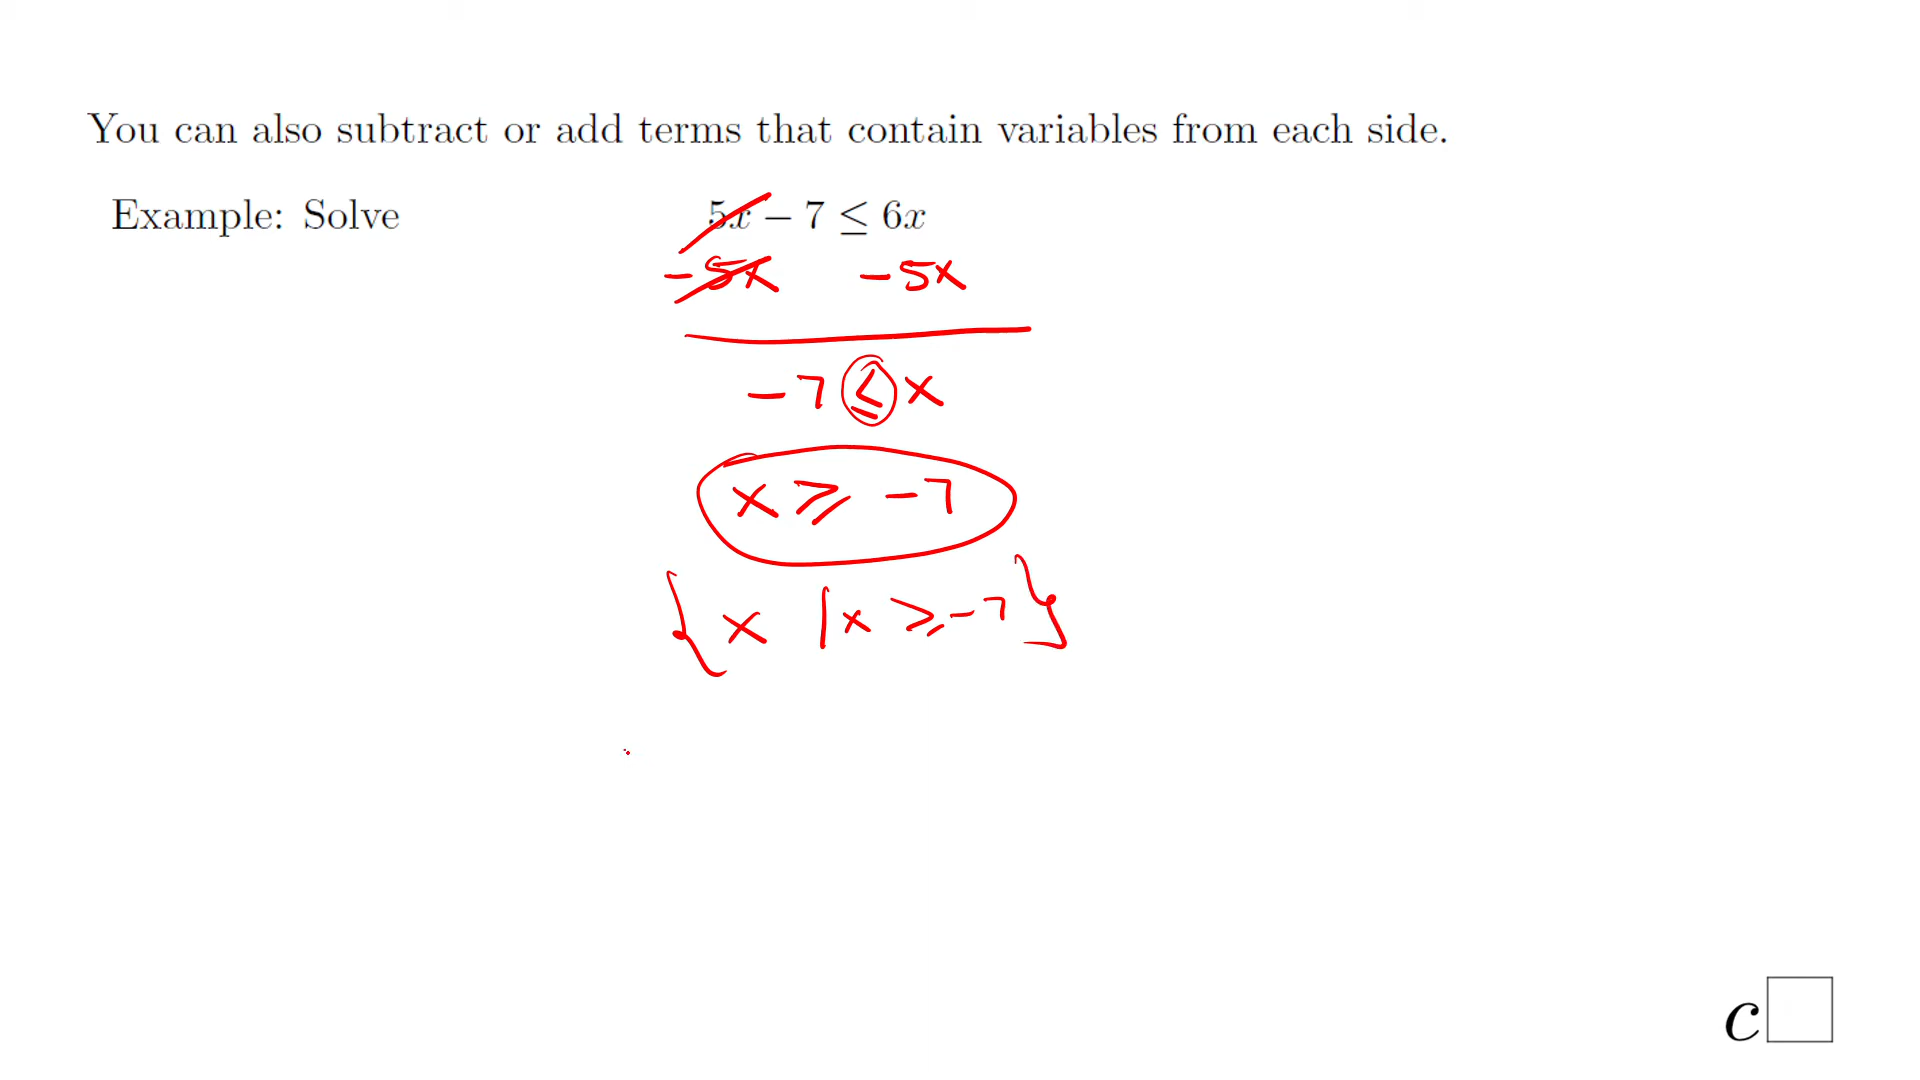 You can also subtract or add terms that contain variables from each side.
Example: Solve 5x − 7 ≤ 6x
−5x −5x
−7 ≤ x
x ≥ −7
{x | x ≥ −7}
c